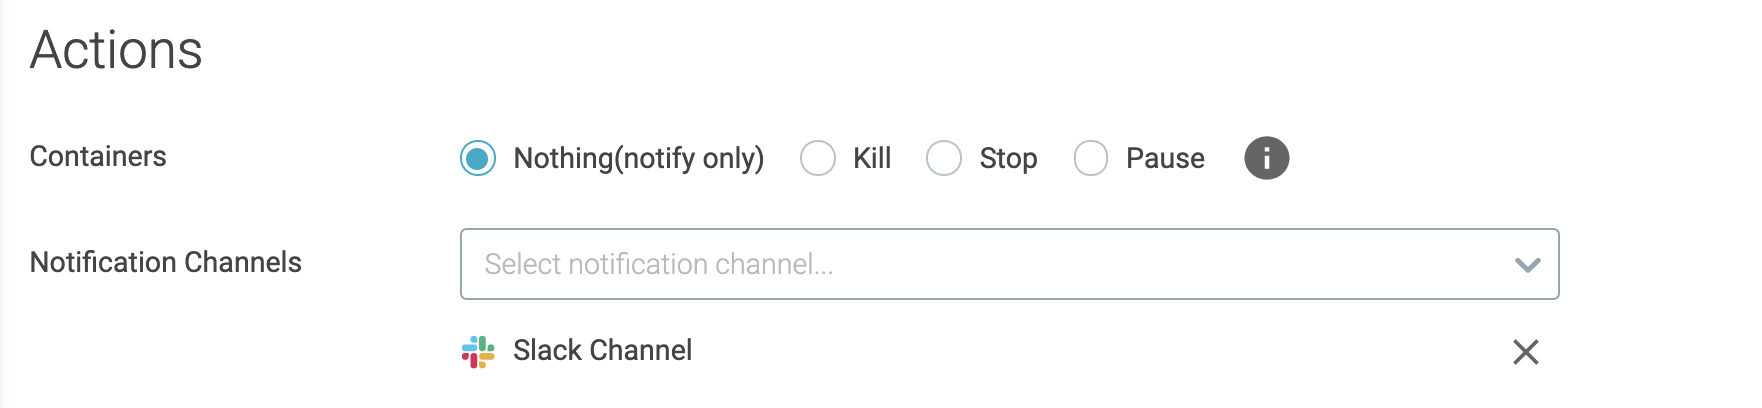 Actions
Containers Nothing(notify only) Kill Stop Pause i
Notification Channels Select notification channel...
Slack Channel